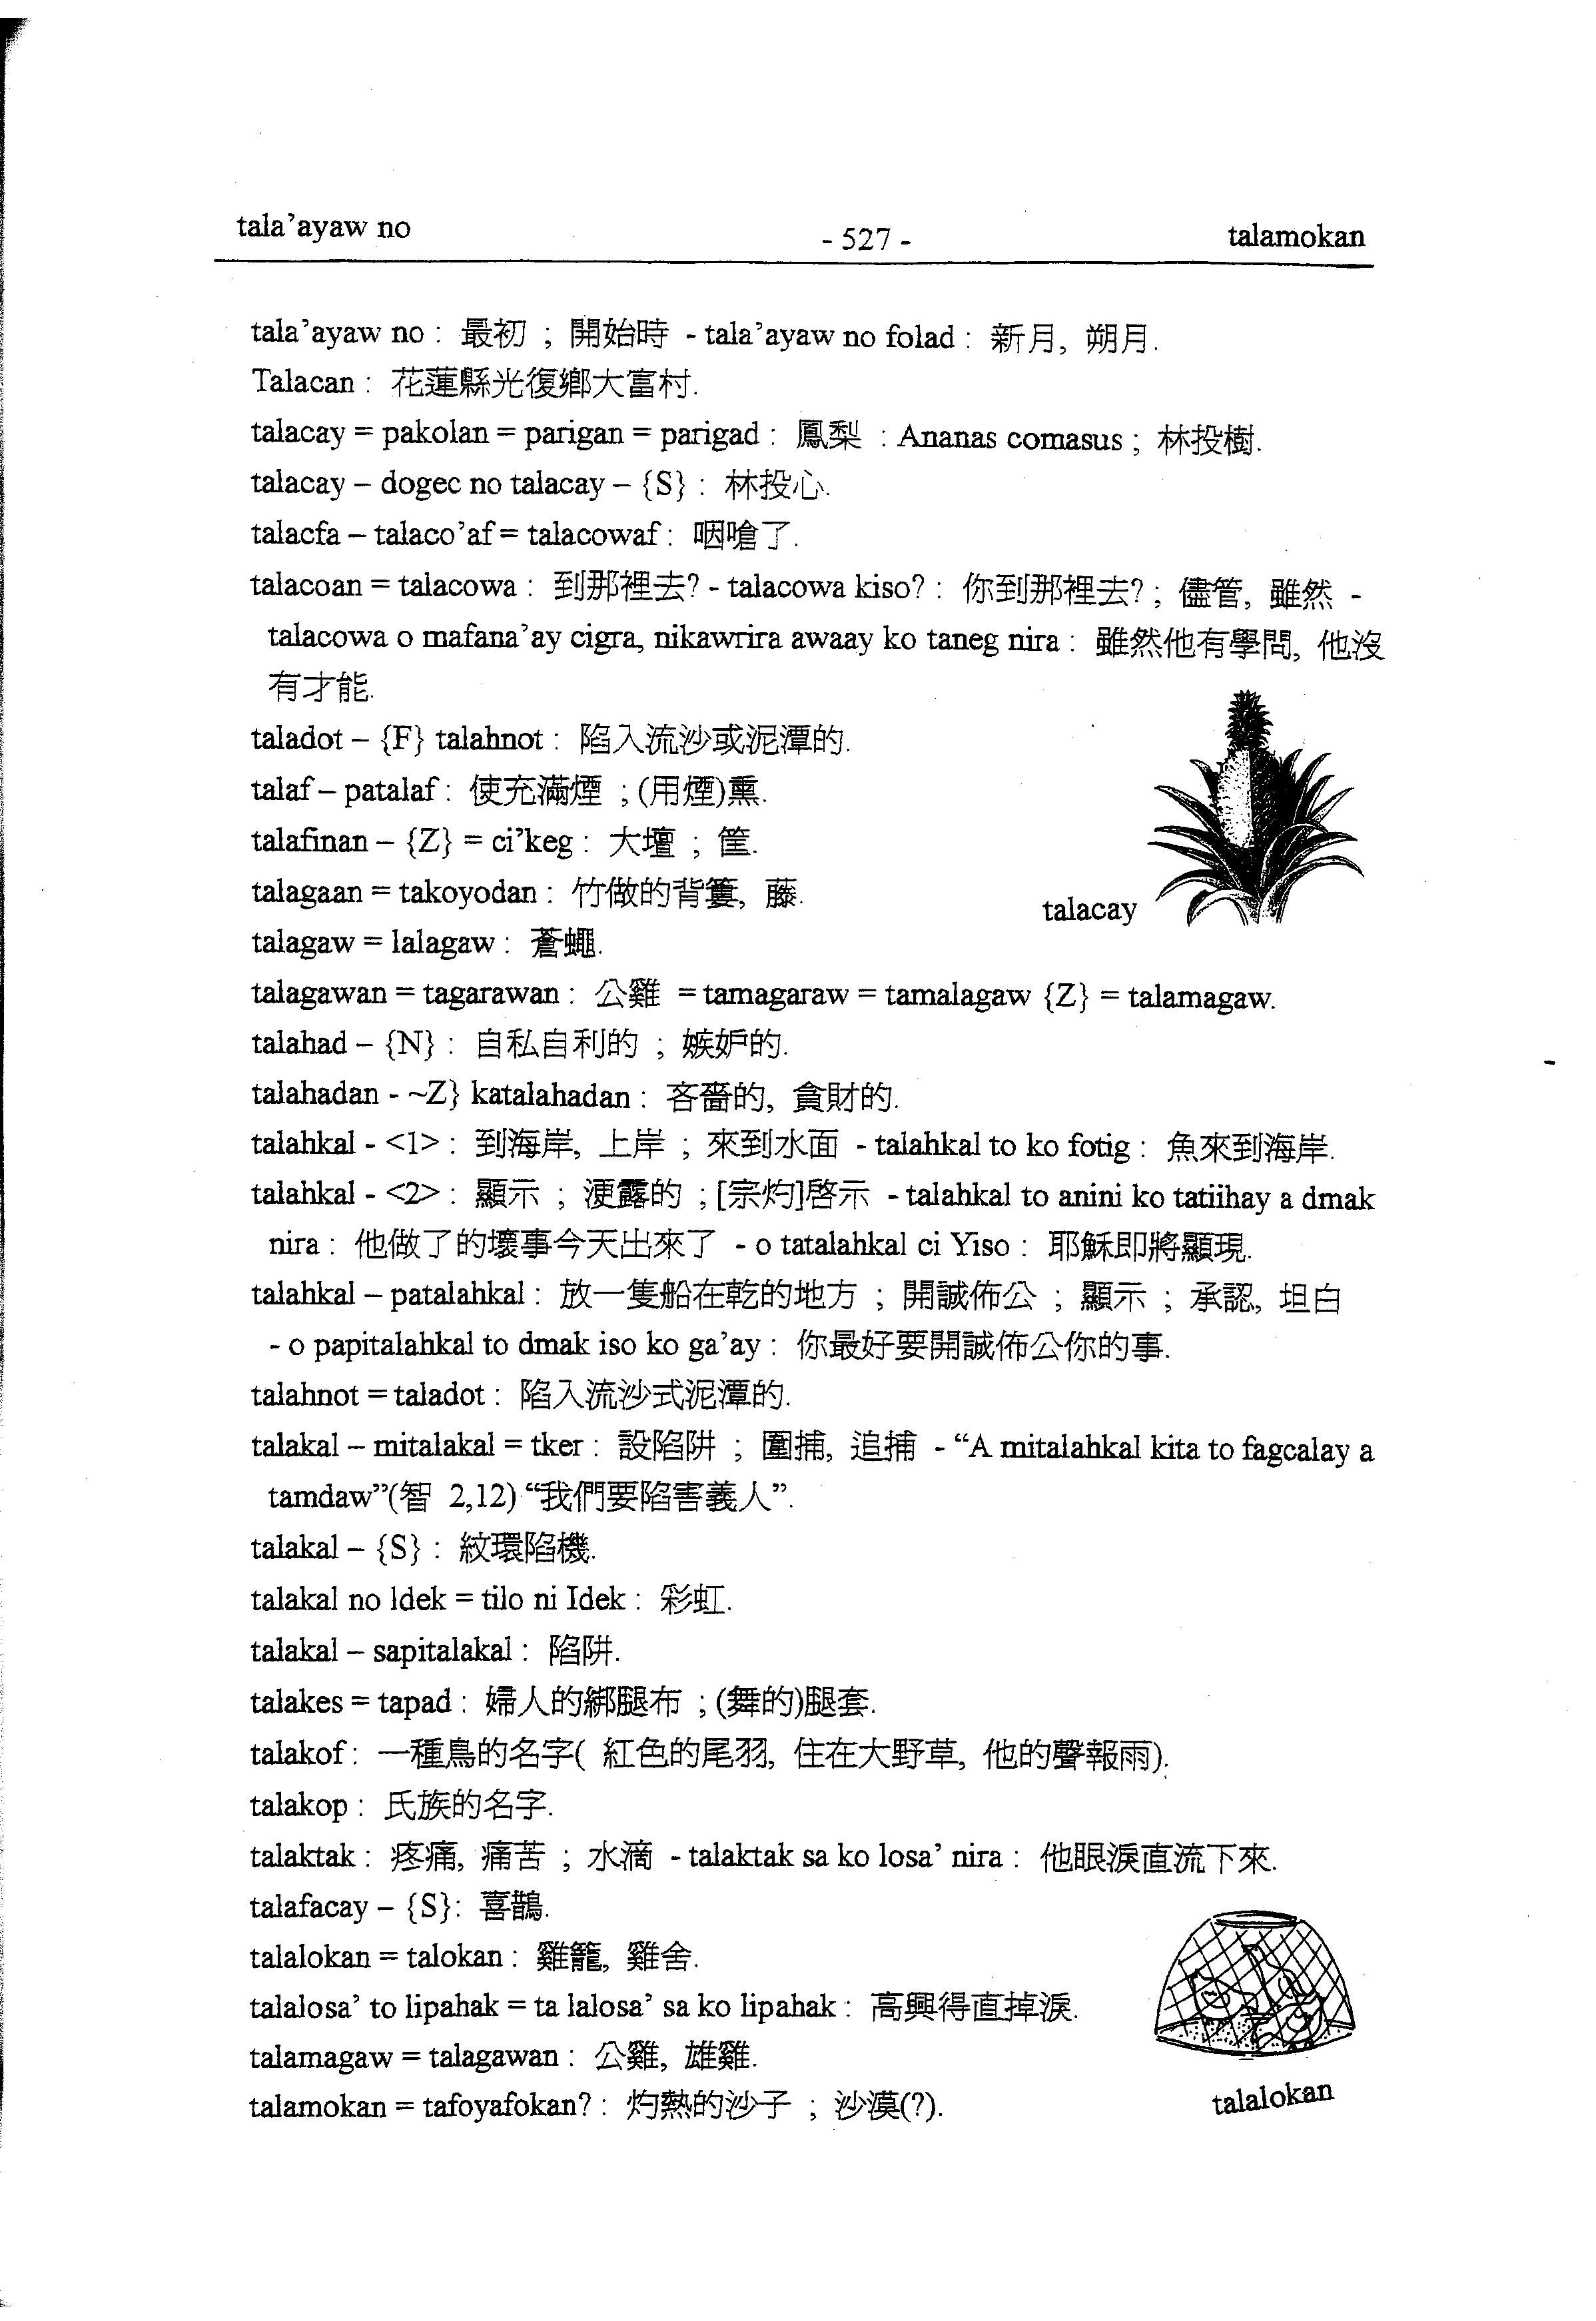 tala’ayaw no - 527 - talamokan
tala’ayaw no : 最初 ; 開始時 - tala’ayaw no folad : 新月, 朔月.
Talacan : 花蓮縣光復鄉大富村.
talacay = pakolan = parigan = parigad : 鳳梨 : Ananas comasus ; 林投樹.
talacay – dogec no talacay – {S} : 林投心.
talacfa – talaco’af = talacowaf : 咽嗆了.
talacoan = talacowa : 到那裡去? - talacowa kiso? : 你到那裡去? ; 儘管, 雖然 -
talacowa o mafana’ay cigra, nikawrira awaay ko taneg nira : 雖然他有學問, 他沒
有才能.
taladot – {F} talahnot : 陷入流沙或泥潭的.
talaf – patalaf : 使充滿煙 ; (用煙)熏.
talafinan – {Z} = ci’keg : 大壇 ; 筐.
talagaan = takoyodan : 竹做的背簍, 藤.
talacay
talagaw = lalagaw : 蒼蠅.
talagawan = tagarawan : 公雞 = tamagaraw = tamalagaw {Z} = talamagaw.
talahad – {N} : 自私自利的 ; 嫉妒的.
talahadan - ~Z} katalahadan : 吝嗇的, 貪財的.
talahkal - <1> : 到海岸, 上岸 ; 來到水面 - talahkal to ko fotig : 魚來到海岸.
talahkal - <2> : 顯示 ; 浭露的 ; [宗灼]啓示 - talahkal to anini ko tatiihay a dmak
nira : 他做了的壞事今天出來了 - o tatalahkal ci Yiso : 耶穌即將顯現.
talahkal – patalahkal : 放一隻船在乾的地方 ; 開誠佈公 ; 顯示 ; 承認, 坦白
- o papitalahkal to dmak iso ko ga’ay : 你最好要開誠佈公你的事.
talahnot = taladot : 陷入流沙式泥潭的.
talakal – mitalakal = tker : 設陷阱 ; 圍捕, 追捕 - “A mitalahkal kita to fagcalay a
tamdaw”(智 2,12) “我們要陷害義人”.
talakal – {S} : 紋環陷機.
talakal no ldek = tilo ni Idek : 彩虹.
talakal – sapitalakal : 陷阱.
talakes = tapad : 婦人的綁腿布 ; (舞的)腿套.
talakof : 一種鳥的名字( 紅色的尾羽, 住在大野草, 他的聲報雨).
talakop : 氏族的名字.
talaktak : 疼痛, 痛苦 ; 水滴 - talaktak sa ko losa’ nira : 他眼淚直流下來.
talafacay – {S}: 喜鵲.
talalokan = talokan : 雞籠, 雞舍.
talalosa’ to lipahak = ta lalosa’ sa ko lipahak : 高興得直掉淚.
talamagaw = talagawan : 公雞, 雄雞.
talamokan = tafoyafokan? : 灼熱的沙子 ; 沙漠(?).
talalokan